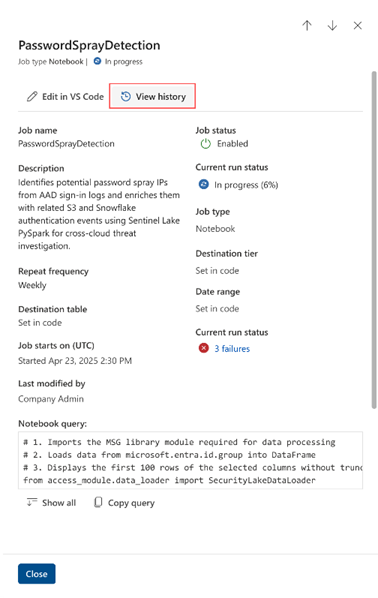 PasswordSprayDetection
Job type Notebook | In progress
Edit in VS Code
View history
Job name
PasswordSprayDetection
Description
Identifies potential password spray IPs
from AAD sign-in logs and enriches them
with related S3 and Snowflake
authentication events using Sentinel Lake
PySpark for cross-cloud threat
investigation.
Repeat frequency
Weekly
Destination table
Set in code
Job starts on (UTC)
Started Apr 23, 2025 2:30 PM
Last modified by
Company Admin
Job status
Enabled
Current run status
In progress (6%)
Job type
Notebook
Destination tier
Set in code
Date range
Set in code
Current run status
3 failures
Notebook query:
# 1. Imports the MSG library module required for data processing
# 2. Loads data from microsoft.entra.id.group into DataFrame
# 3. Displays the first 100 rows of the selected columns without trunc
from access_module.data_loader import SecurityLakeDataLoader
Show all
Copy query
Close